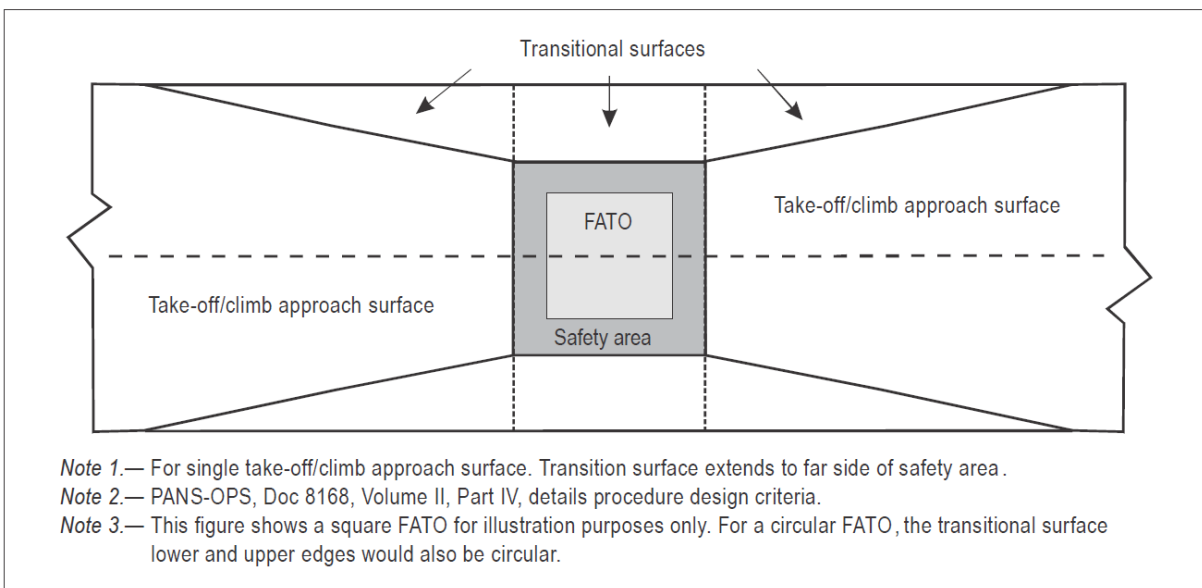 Transitional surfaces
FATO
Take-off/climb approach surface
Take-off/climb approach surface
Safety area
Note 1.— For single take-off/climb approach surface. Transition surface extends to far side of safety area.
Note 2.— PANS-OPS, Doc 8168, Volume II, Part IV, details procedure design criteria.
Note 3.— This figure shows a square FATO for illustration purposes only. For a circular FATO, the transitional surface
lower and upper edges would also be circular.